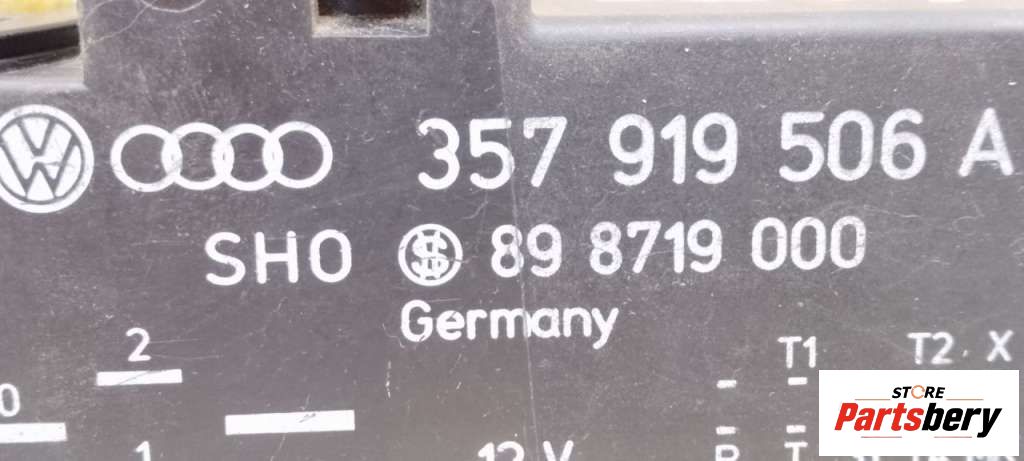 357 919 506 A
SHO 89 8719 000
Germany
2
T1 T2 X
0
1 12 V
STORE
Partsbery